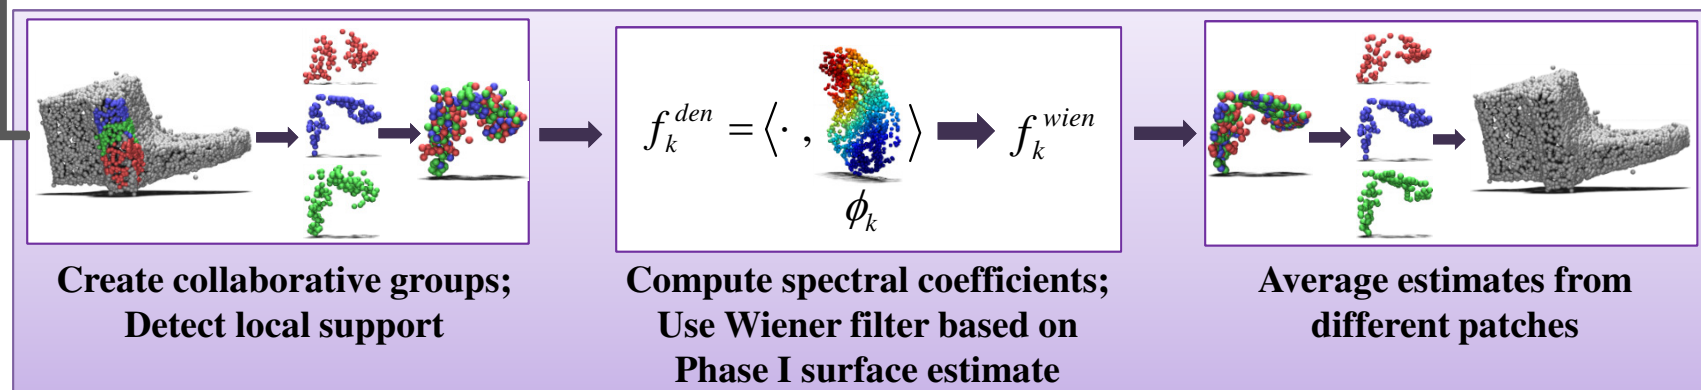 f_k^{den} = ⟨· , ⟩ f_k^{wien}
ϕ_k
Create collaborative groups;
Detect local support
Compute spectral coefficients;
Use Wiener filter based on
Phase I surface estimate
Average estimates from
different patches